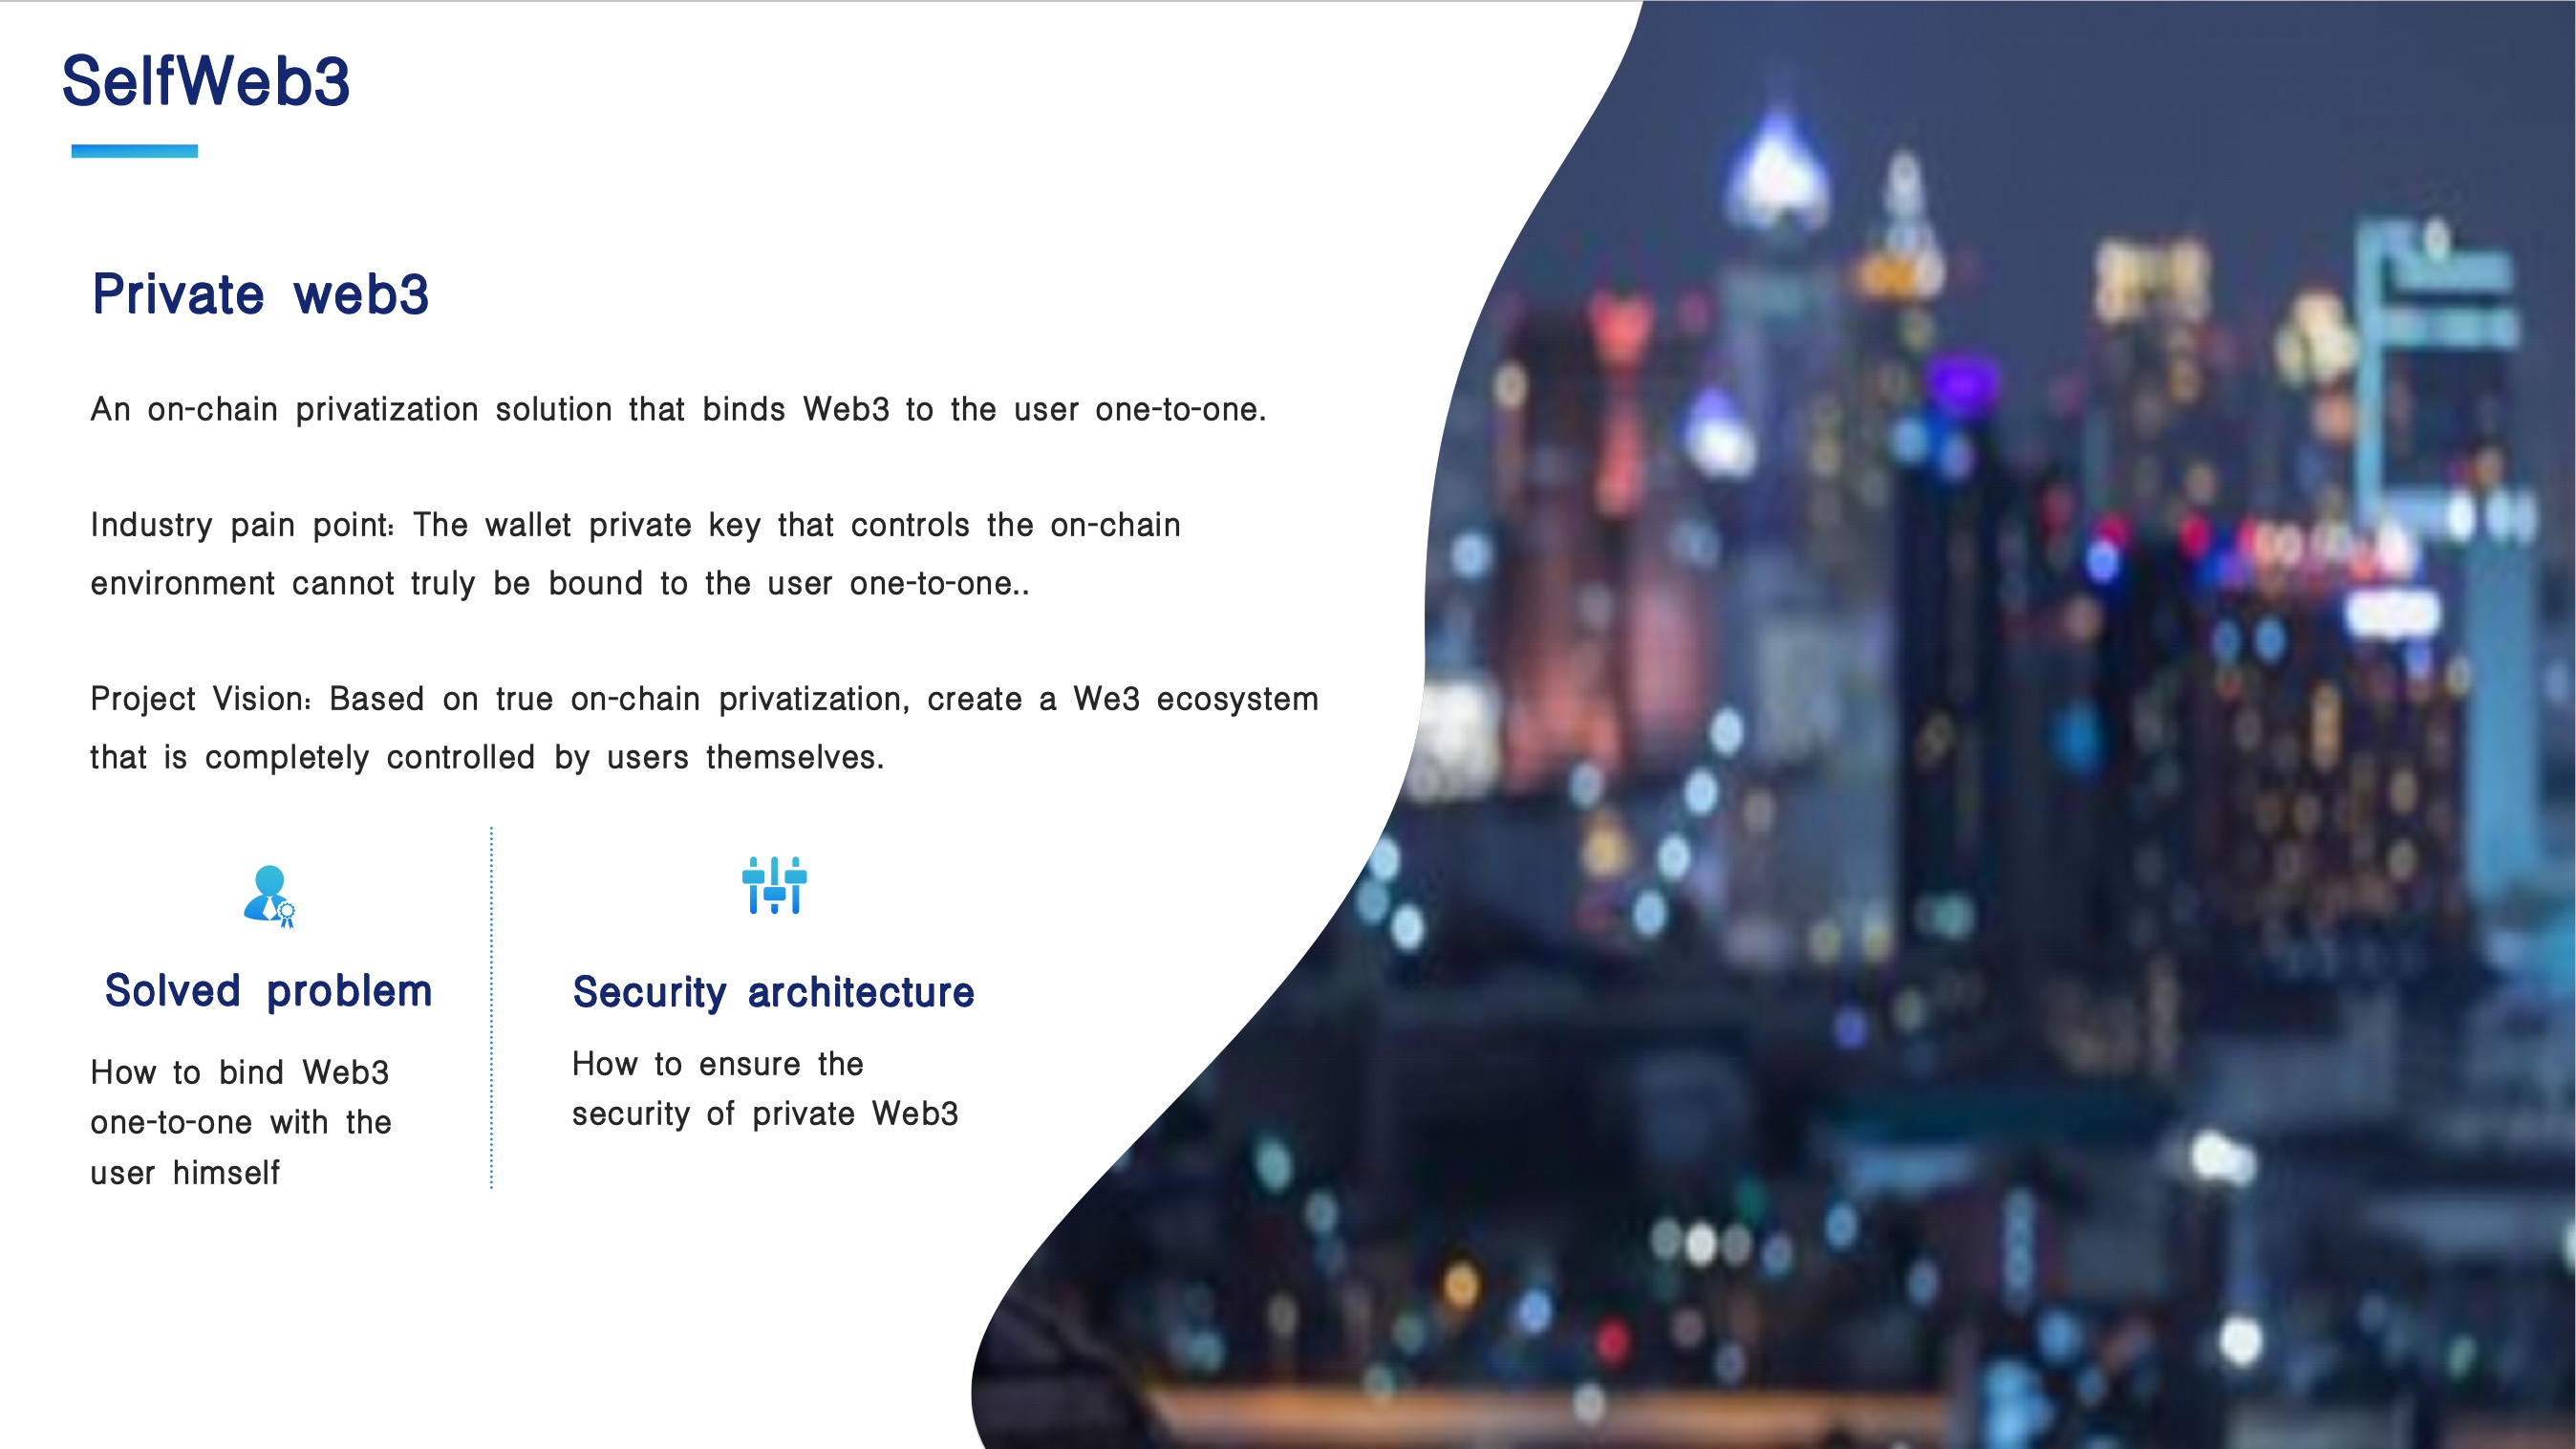 SelfWeb3
Private web3
An on-chain privatization solution that binds Web3 to the user one-to-one.
Industry pain point: The wallet private key that controls the on-chain
environment cannot truly be bound to the user one-to-one..
Project Vision: Based on true on-chain privatization, create a We3 ecosystem
that is completely controlled by users themselves.
Solved problem
How to bind Web3
one-to-one with the
user himself
Security architecture
How to ensure the
security of private Web3